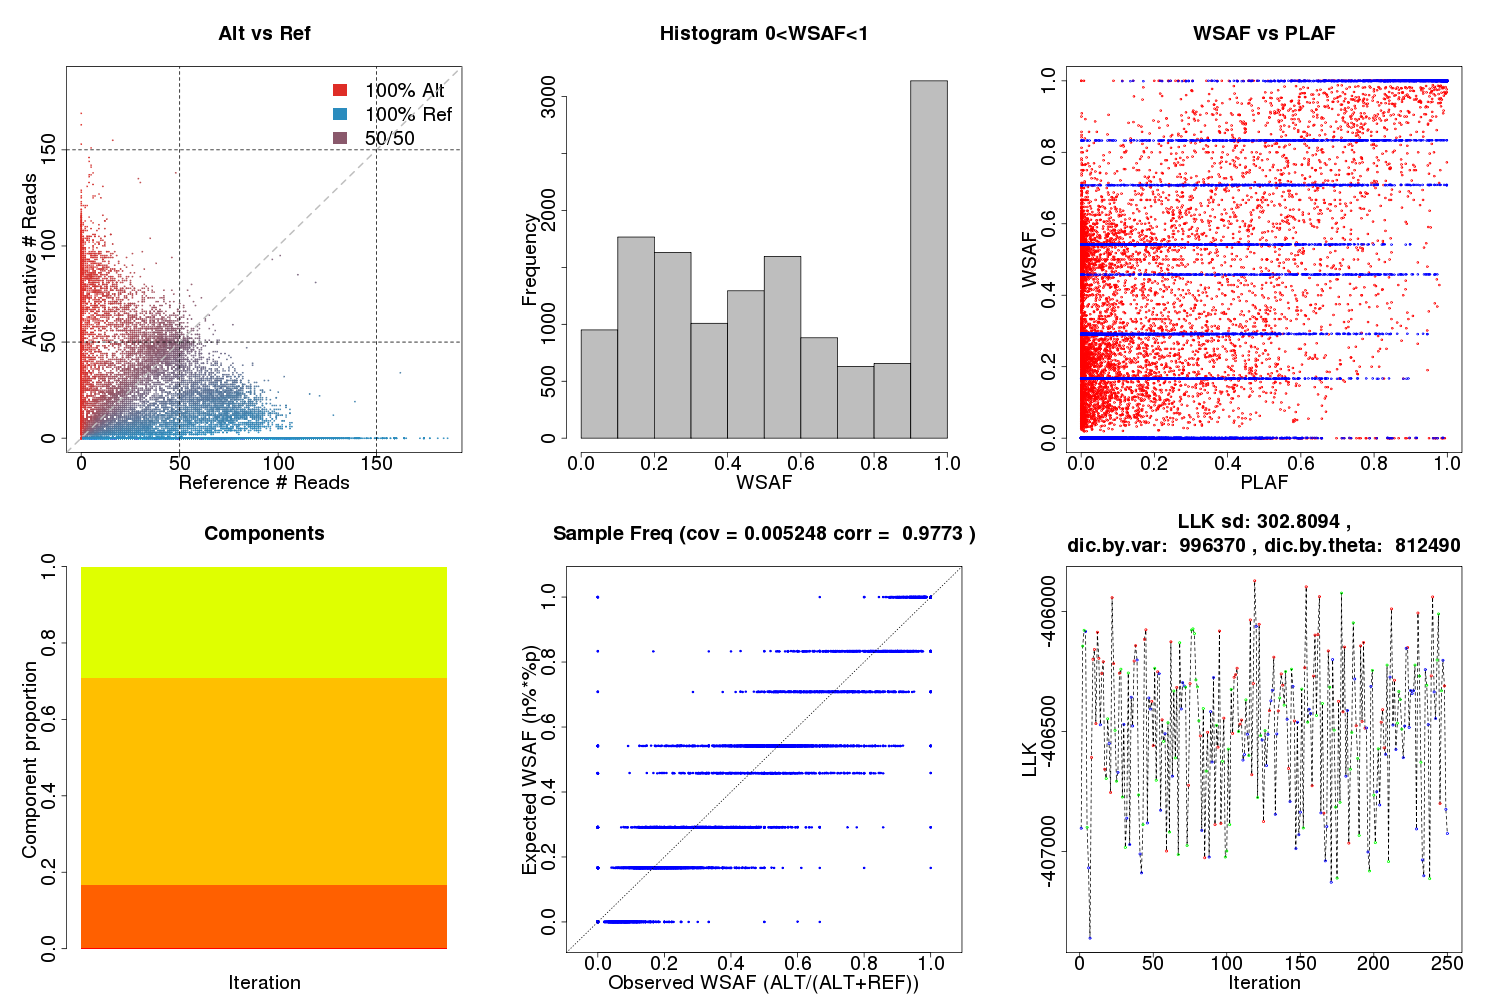 Alt vs Ref
100% Alt
100% Ref
50/50
Alternative # Reads
0 50 100 150
0 50 100 150
Reference # Reads
Histogram 0<WSAF<1
Frequency
0 500 1000 2000 3000
0.0 0.2 0.4 0.6 0.8 1.0
WSAF
WSAF vs PLAF
WSAF
0.0 0.2 0.4 0.6 0.8 1.0
0.0 0.2 0.4 0.6 0.8 1.0
PLAF
Components
Component proportion
0.0 0.2 0.4 0.6 0.8 1.0
Iteration
Sample Freq (cov = 0.005248 corr = 0.9773 )
Expected WSAF (h%*%p)
0.0 0.2 0.4 0.6 0.8 1.0
0.0 0.2 0.4 0.6 0.8 1.0
Observed WSAF (ALT/(ALT+REF))
LLK sd: 302.8094 ,
dic.by.var: 996370 , dic.by.theta: 812490
LLK
-407000 -406500 -406000
0 50 100 150 200 250
Iteration